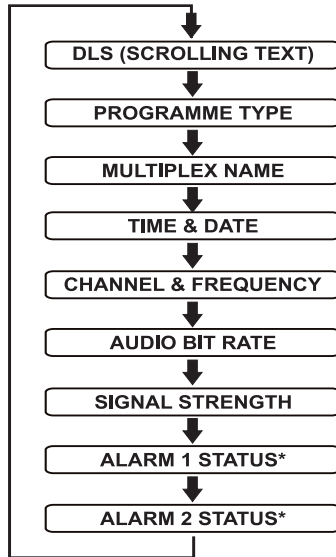 DLS (SCROLLING TEXT)
PROGRAMME TYPE
MULTIPLEX NAME
TIME & DATE
CHANNEL & FREQUENCY
AUDIO BIT RATE
SIGNAL STRENGTH
ALARM 1 STATUS*
ALARM 2 STATUS*